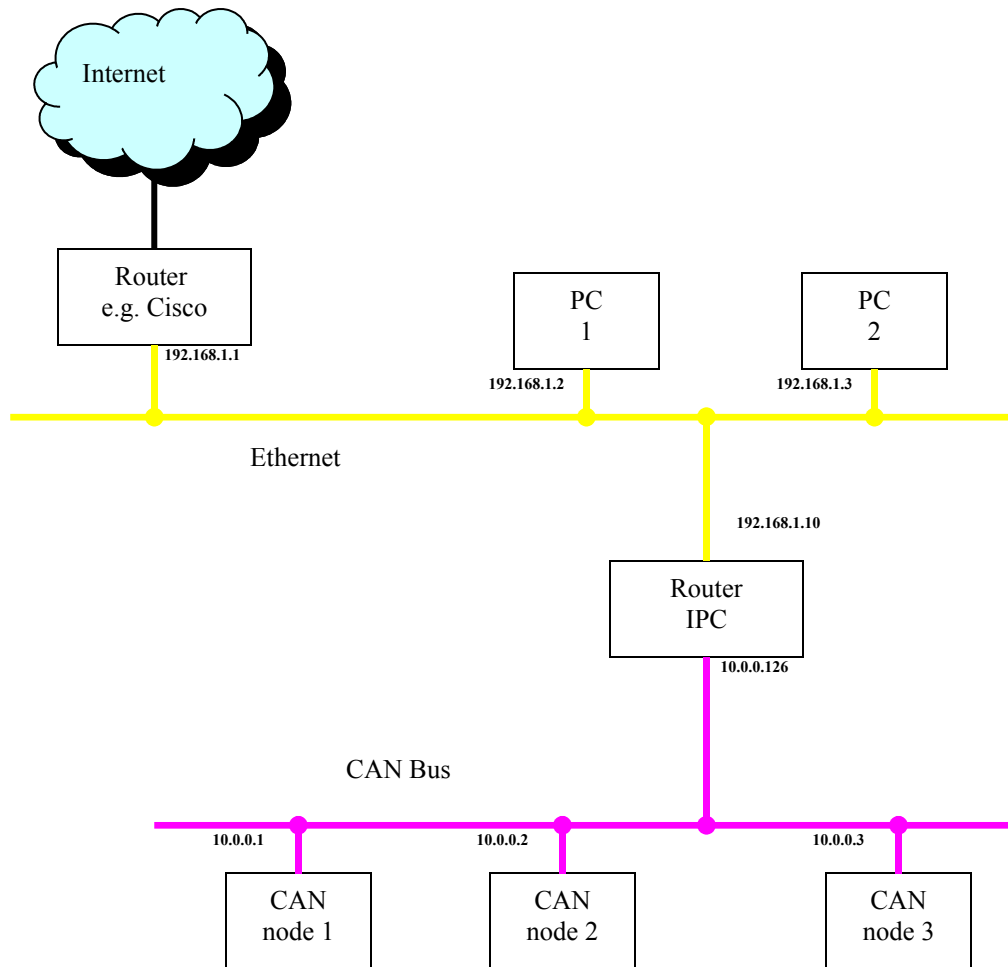 Internet
Router
e.g. Cisco
192.168.1.1
PC
1
192.168.1.2
PC
2
192.168.1.3
Ethernet
192.168.1.10
Router
IPC
10.0.0.126
CAN Bus
10.0.0.1
10.0.0.2
10.0.0.3
CAN
node 1
CAN
node 2
CAN
node 3